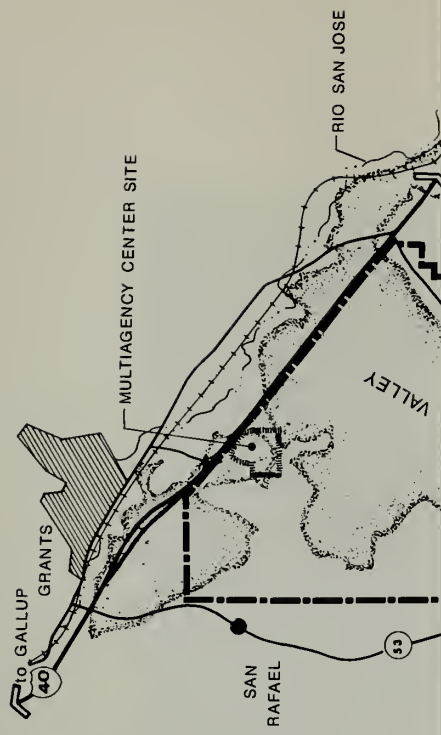 to GALLUP
40
GRANTS
MULTIAGENCY CENTER SITE
RIO SAN JOSE
VALLEY
SAN
RAFAEL
53